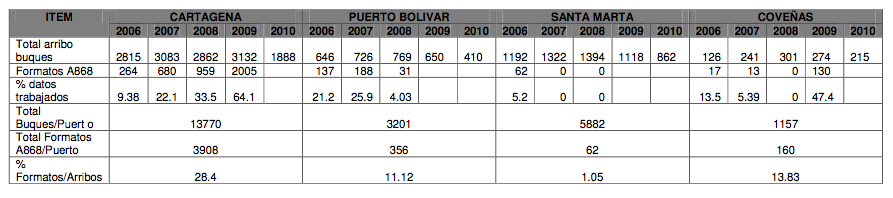 ITEM CARTAGENA PUERTO BOLIVAR SANTA MARTA COVEÑAS
2006 2007 2008 2009 2010 2006 2007 2008 2009 2010 2006 2007 2008 2009 2010 2006 2007 2008 2009 2010
Total arribo
buques 2815 3083 2862 3132 1888 646 726 769 650 410 1192 1322 1394 1118 862 126 241 301 274 215
Formatos A868 264 680 959 2005 137 188 31 62 0 0 17 13 0 130
% datos
trabajados 9.38 22.1 33.5 64.1 21.2 25.9 4.03 5.2 0 0 13.5 5.39 0 47.4
Total
Buques/Puert o 13770 3201 5882 1157
Total Formatos
A868/Puerto 3908 356 62 160
%
Formatos/Arribos 28.4 11.12 1.05 13.83